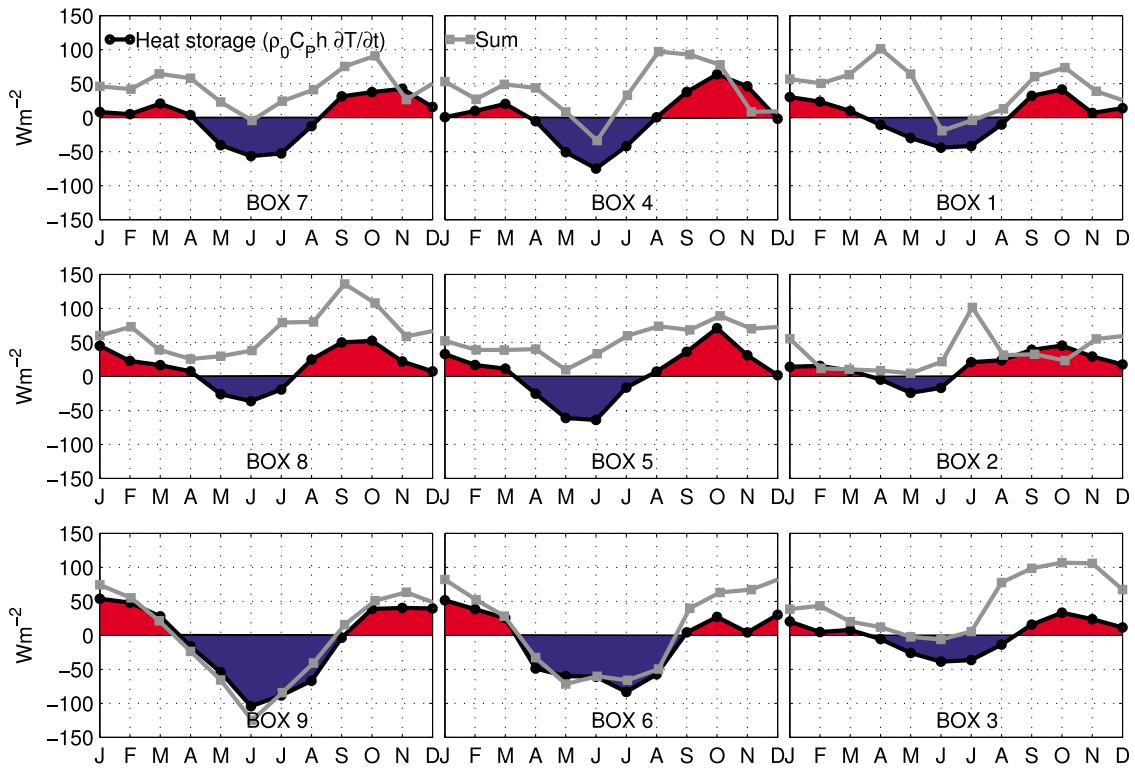 150
100
50
0
−50
−100
−150
Wm⁻²
Heat storage (ρ₀Cₚh ∂T/∂t)
BOX 7
J F M A M J J A S O N D
Sum
BOX 4
J F M A M J J A S O N D
BOX 1
J F M A M J J A S O N D
150
100
50
0
−50
−100
−150
Wm⁻²
BOX 8
J F M A M J J A S O N D
BOX 5
J F M A M J J A S O N D
BOX 2
J F M A M J J A S O N D
150
100
50
0
−50
−100
−150
Wm⁻²
BOX 9
J F M A M J J A S O N D
BOX 6
J F M A M J J A S O N D
BOX 3
J F M A M J J A S O N D